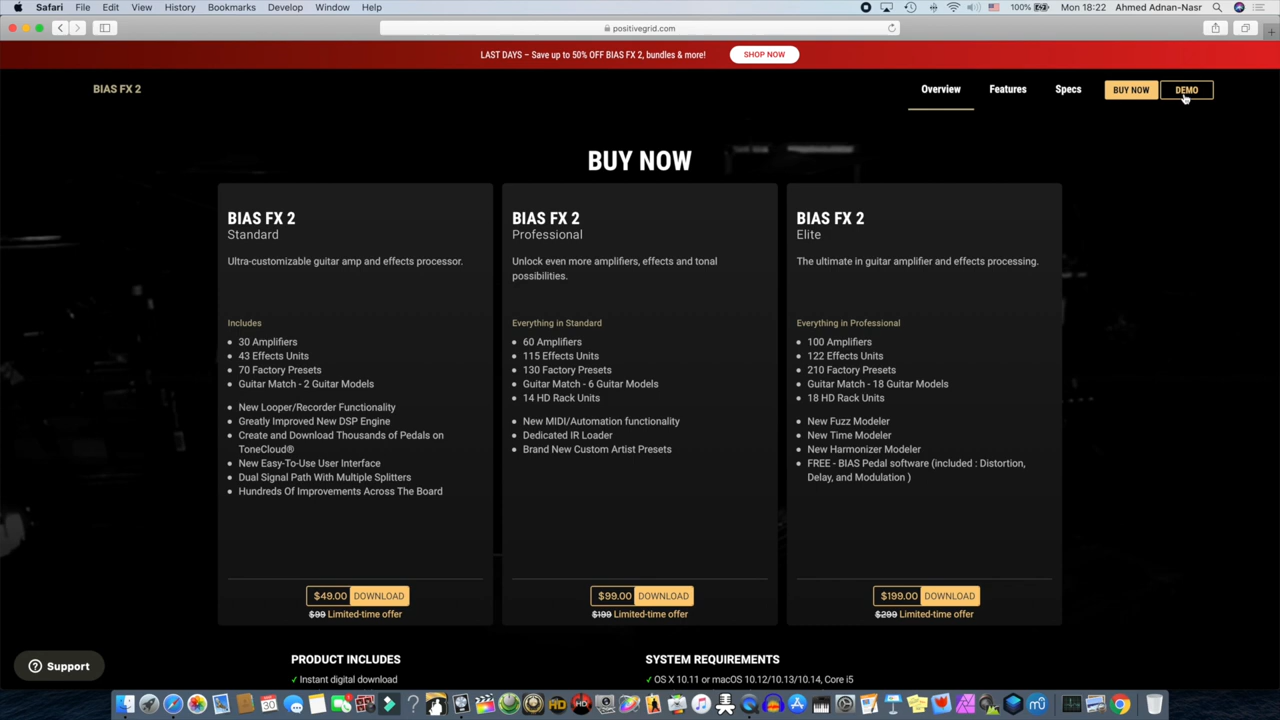 Safari File Edit View History Bookmarks Develop Window Help 100% Mon 18:22 Ahmed Adnan-Nasr
positivegrid.com
LAST DAYS – Save up to 50% OFF BIAS FX 2, bundles & more! SHOP NOW
BIAS FX 2 Overview Features Specs BUY NOW DEMO
BUY NOW
BIAS FX 2
Standard
Ultra-customizable guitar amp and effects processor.
Includes
30 Amplifiers
43 Effects Units
70 Factory Presets
Guitar Match - 2 Guitar Models
New Looper/Recorder Functionality
Greatly Improved New DSP Engine
Create and Download Thousands of Pedals on
ToneCloud®
New Easy-To-Use User Interface
Dual Signal Path With Multiple Splitters
Hundreds Of Improvements Across The Board
$49.00 DOWNLOAD
$99 Limited-time offer
BIAS FX 2
Professional
Unlock even more amplifiers, effects and tonal
possibilities.
Everything in Standard
60 Amplifiers
115 Effects Units
130 Factory Presets
Guitar Match - 6 Guitar Models
14 HD Rack Units
New MIDI/Automation functionality
Dedicated IR Loader
Brand New Custom Artist Presets
$99.00 DOWNLOAD
$199 Limited-time offer
BIAS FX 2
Elite
The ultimate in guitar amplifier and effects processing.
Everything in Professional
100 Amplifiers
122 Effects Units
210 Factory Presets
Guitar Match - 18 Guitar Models
18 HD Rack Units
New Fuzz Modeler
New Time Modeler
New Harmonizer Modeler
FREE - BIAS Pedal software (included : Distortion,
Delay, and Modulation )
$199.00 DOWNLOAD
$299 Limited-time offer
PRODUCT INCLUDES
✓ Instant digital download
SYSTEM REQUIREMENTS
✓ OS X 10.11 or macOS 10.12/10.13/10.14, Core i5
Support